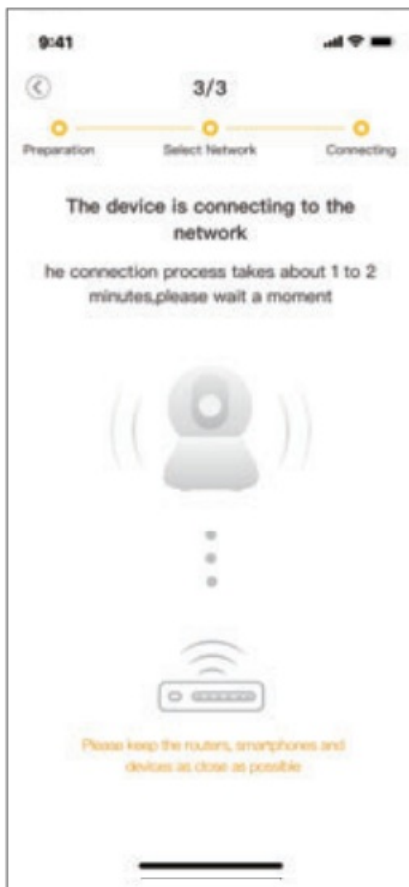 9:41
3/3
Preparation Select Network Connecting
The device is connecting to the
network
he connection process takes about 1 to 2
minutes,please wait a moment
Please keep the routers, smartphones and
devices as close as possible